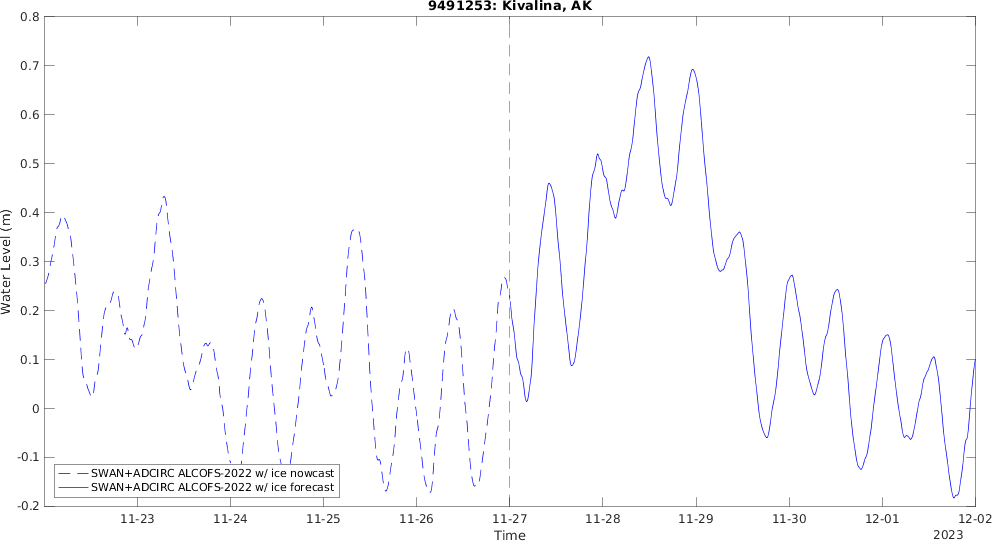 9491253: Kivalina, AK
0.8
0.7
0.6
0.5
0.4
0.3
0.2
0.1
0
-0.1
-0.2
Water Level (m)
SWAN+ADCIRC ALCOFS-2022 w/ ice nowcast
SWAN+ADCIRC ALCOFS-2022 w/ ice forecast
11-23 11-24 11-25 11-26 11-27 11-28 11-29 11-30 12-01 12-02
Time
2023